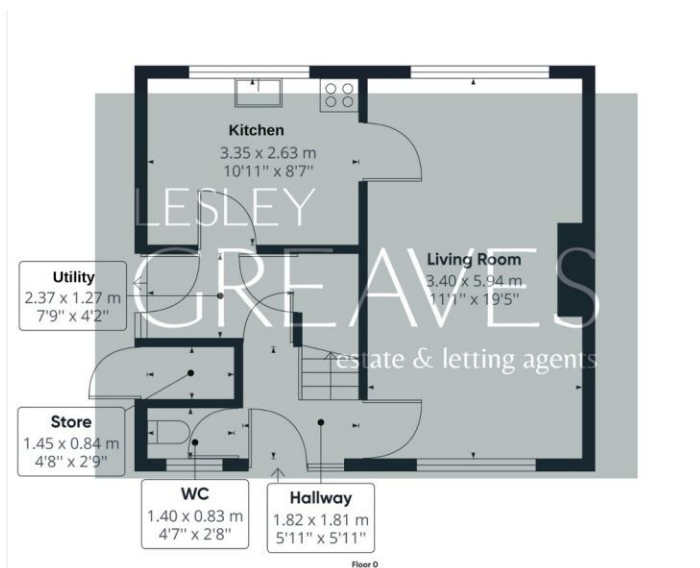 Kitchen
3.35 x 2.63 m
10'11" x 8'7"
LESLEY
GREAVES
estate & letting agents
Living Room
3.40 x 5.94 m
11'1" x 19'5"
Utility
2.37 x 1.27 m
7'9" x 4'2"
Store
1.45 x 0.84 m
4'8" x 2'9"
WC
1.40 x 0.83 m
4'7" x 2'8"
Hallway
1.82 x 1.81 m
5'11" x 5'11"
Floor 0